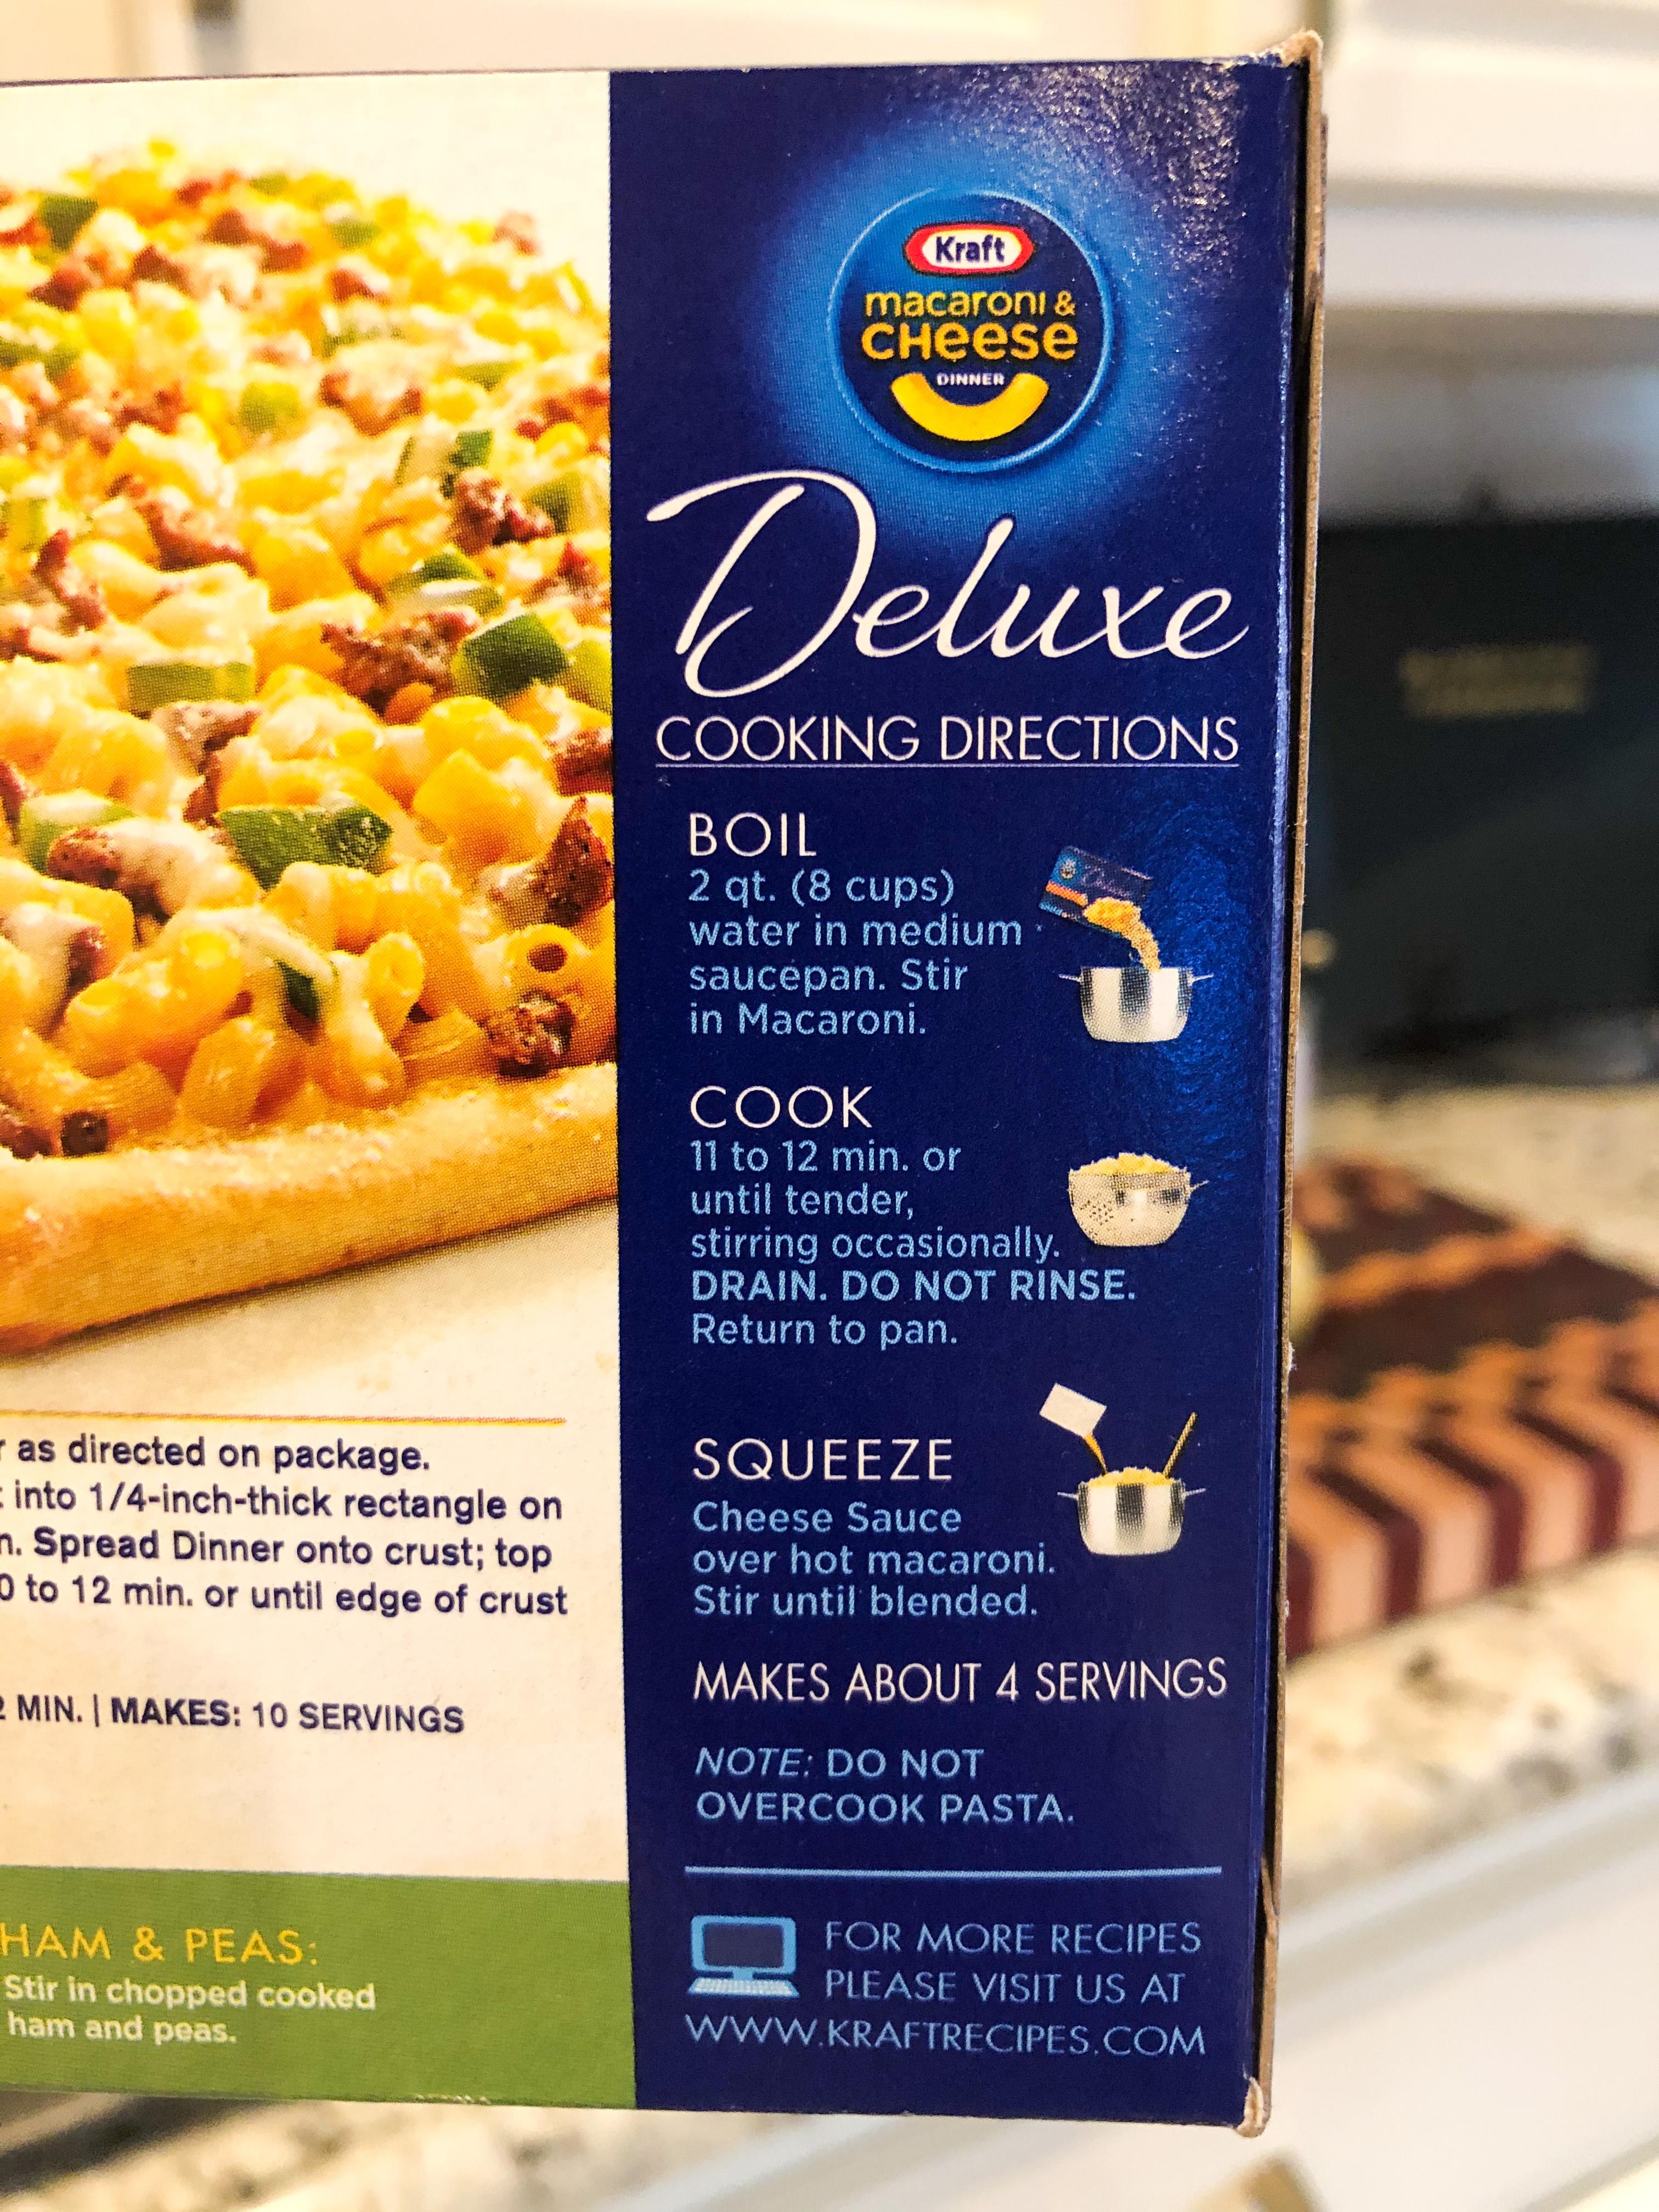 Kraft
macaroni &
CHeese
DINNER
Deluxe
COOKING DIRECTIONS
BOIL
2 qt. (8 cups)
water in medium
saucepan. Stir
in Macaroni.
COOK
11 to 12 min. or
until tender,
stirring occasionally.
DRAIN. DO NOT RINSE.
Return to pan.
SQUEEZE
Cheese Sauce
over hot macaroni.
Stir until blended.
MAKES ABOUT 4 SERVINGS
NOTE: DO NOT
OVERCOOK PASTA.
FOR MORE RECIPES
PLEASE VISIT US AT
WWW.KRAFTRECIPES.COM
as directed on package.
into 1/4-inch-thick rectangle on
Spread Dinner onto crust; top
to 12 min. or until edge of crust
MIN. | MAKES: 10 SERVINGS
HAM & PEAS:
Stir in chopped cooked
ham and peas.